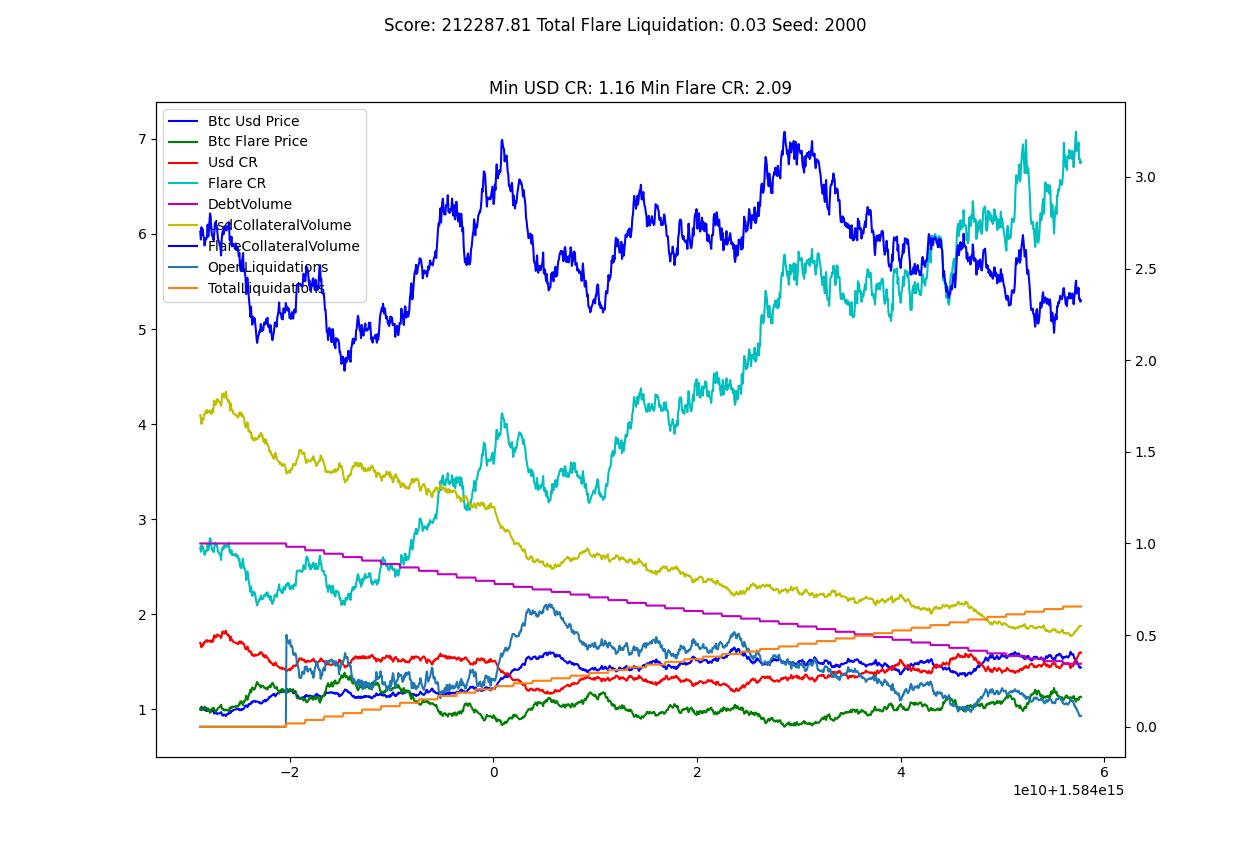 Score: 212287.81 Total Flare Liquidation: 0.03 Seed: 2000
Min USD CR: 1.16 Min Flare CR: 2.09
Btc Usd Price
Btc Flare Price
Usd CR
Flare CR
DebtVolume
UsdCollateralVolume
FlareCollateralVolume
OpenLiquidations
TotalLiquidations
7
6
5
4
3
2
1
3.0
2.5
2.0
1.5
1.0
0.5
0.0
−2
0
2
4
6
1e10+1.584e15